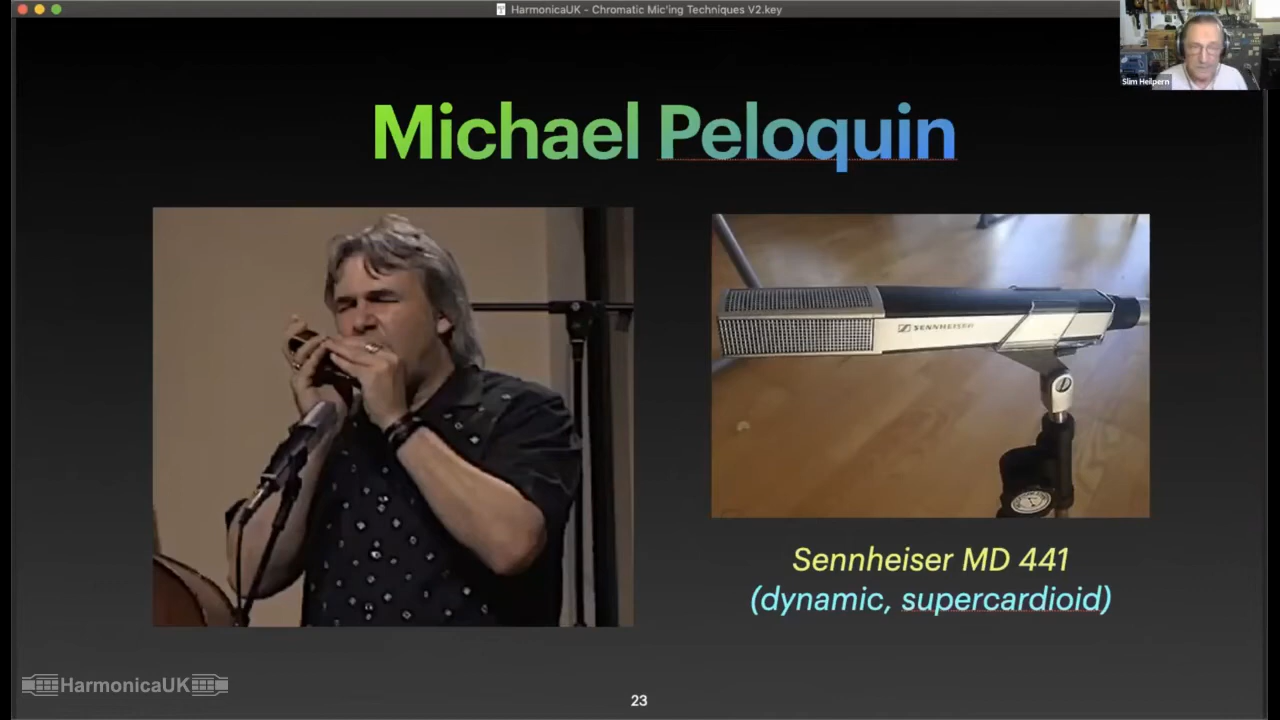 HarmonicaUK - Chromatic Mic'ing Techniques V2.key
Slim Heilpern
Michael Peloquin
SENNHEISER
Sennheiser MD 441
(dynamic, supercardioid)
HarmonicaUK
23